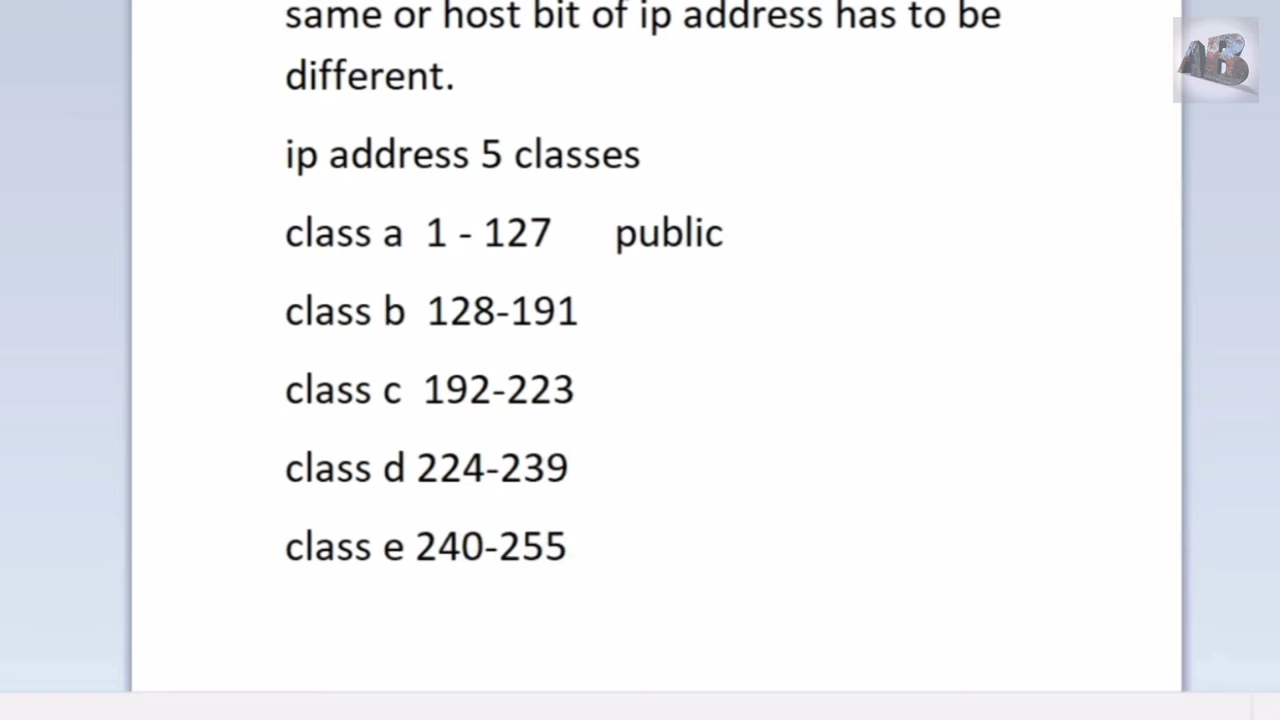 same or host bit of ip address has to be
different.
ip address 5 classes
class a 1 - 127 public
class b 128-191
class c 192-223
class d 224-239
class e 240-255
AB